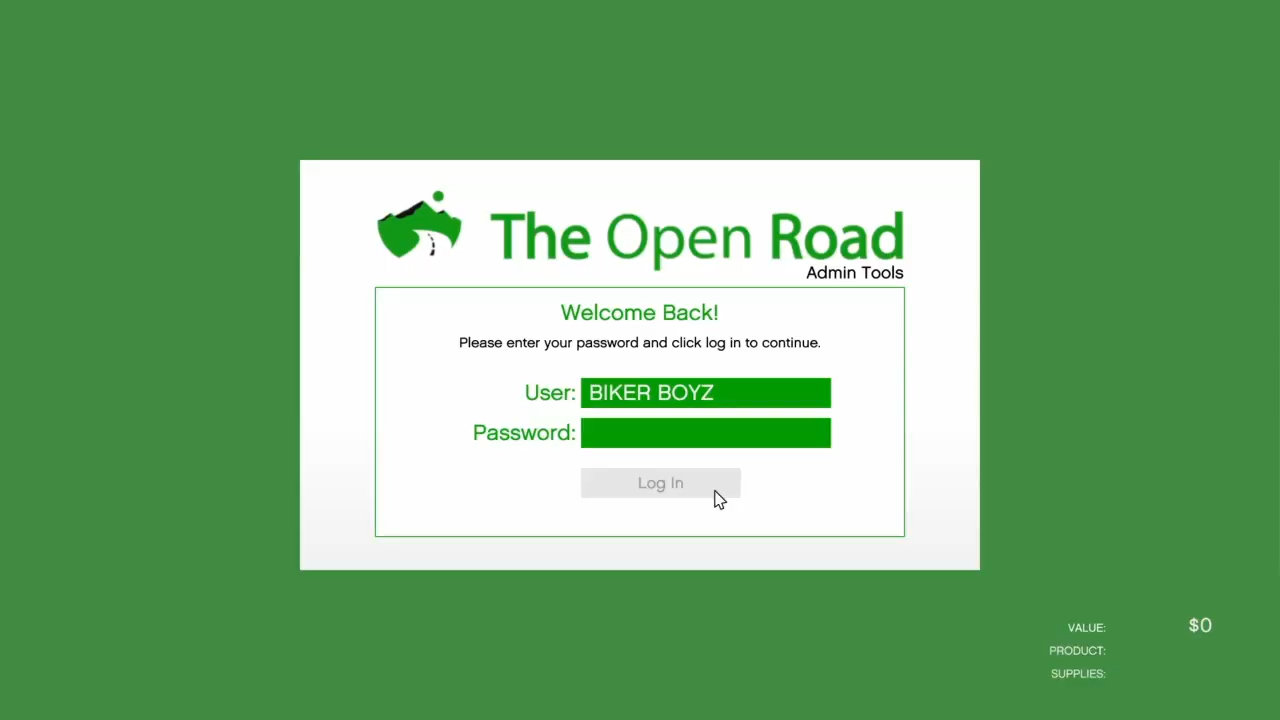 The Open Road
Admin Tools
Welcome Back!
Please enter your password and click log in to continue.
User: BIKER BOYZ
Password:
Log In
VALUE: $0
PRODUCT:
SUPPLIES: